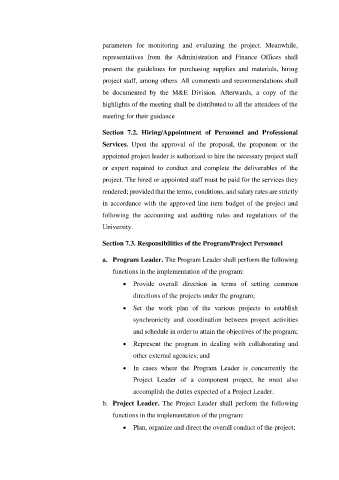 parameters for monitoring and evaluating the project. Meanwhile,
representatives from the Administration and Finance Offices shall
present the guidelines for purchasing supplies and materials, hiring
project staff, among others. All comments and recommendations shall
be documented by the M&E Division. Afterwards, a copy of the
highlights of the meeting shall be distributed to all the attendees of the
meeting for their guidance
Section 7.2. Hiring/Appointment of Personnel and Professional
Services. Upon the approval of the proposal, the proponent or the
appointed project leader is authorized to hire the necessary project staff
or expert required to conduct and complete the deliverables of the
project. The hired or appointed staff must be paid for the services they
rendered; provided that the terms, conditions, and salary rates are strictly
in accordance with the approved line item budget of the project and
following the accounting and auditing rules and regulations of the
University.
Section 7.3. Responsibilities of the Program/Project Personnel
a. Program Leader. The Program Leader shall perform the following
functions in the implementation of the program:
• Provide overall direction in terms of setting common
directions of the projects under the program;
• Set the work plan of the various projects to establish
synchronicity and coordination between project activities
and schedule in order to attain the objectives of the program;
• Represent the program in dealing with collaborating and
other external agencies; and
• In cases where the Program Leader is concurrently the
Project Leader of a component project, he must also
accomplish the duties expected of a Project Leader.
b. Project Leader. The Project Leader shall perform the following
functions in the implementation of the program:
• Plan, organize and direct the overall conduct of the project;